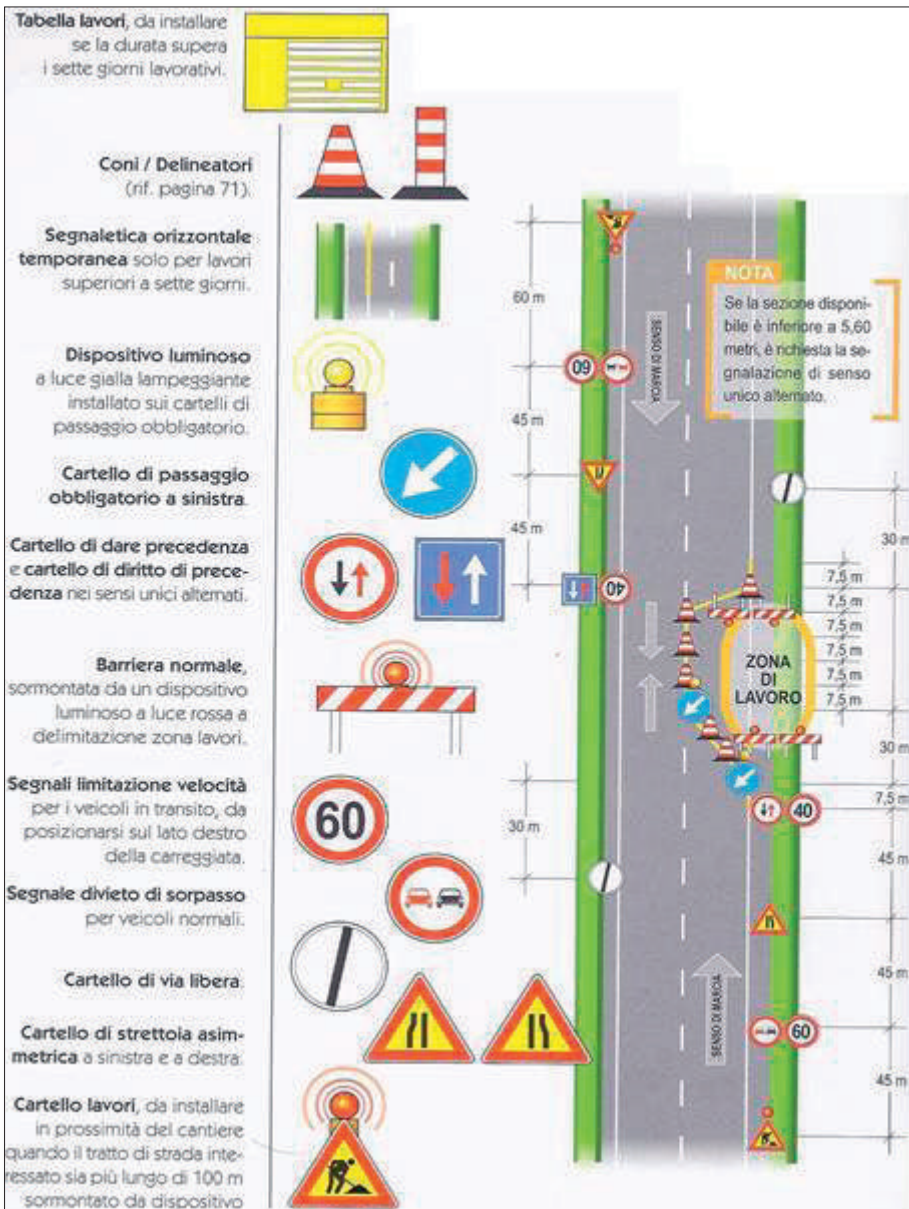 Tabella lavori, da installare
se la durata supera
i sette giorni lavorativi.
Coni / Delineatori
(rif. pagina 71).
Segnaletica orizzontale
temporanea solo per lavori
superiori a sette giorni.
Dispositivo luminoso
a luce gialla lampeggiante
installato sui cartelli di
passaggio obbligatorio.
Cartello di passaggio
obbligatorio a sinistra.
Cartello di dare precedenza
e cartello di diritto di prece-
denza nei sensi unici alternati.
Barriera normale,
sormontata da un dispositivo
luminoso a luce rossa a
delimitazione zona lavori.
Segnali limitazione velocità
per i veicoli in transito, da
posizionarsi sul lato destro
della carreggiata.
60
Segnale divieto di sorpasso
per veicoli normali.
Cartello di via libera.
Cartello di strettoia asim-
metrica a sinistra e a destra.
Cartello lavori, da installare
in prossimità del cantiere
quando il tratto di strada inte-
ressato sia più lungo di 100 m
sormontato da dispositivo
60 m
45 m
45 m
30 m
60
SENSO DI MARCIA
40
NOTA
Se la sezione disponi-
bile è inferiore a 5,60
metri, è richiesta la se-
gnalazione di senso
unico alternato.
ZONA
DI
LAVORO
SENSO DI MARCIA
40
60
30 m
7,5 m
7,5 m
7,5 m
7,5 m
7,5 m
30 m
7,5 m
45 m
45 m
45 m